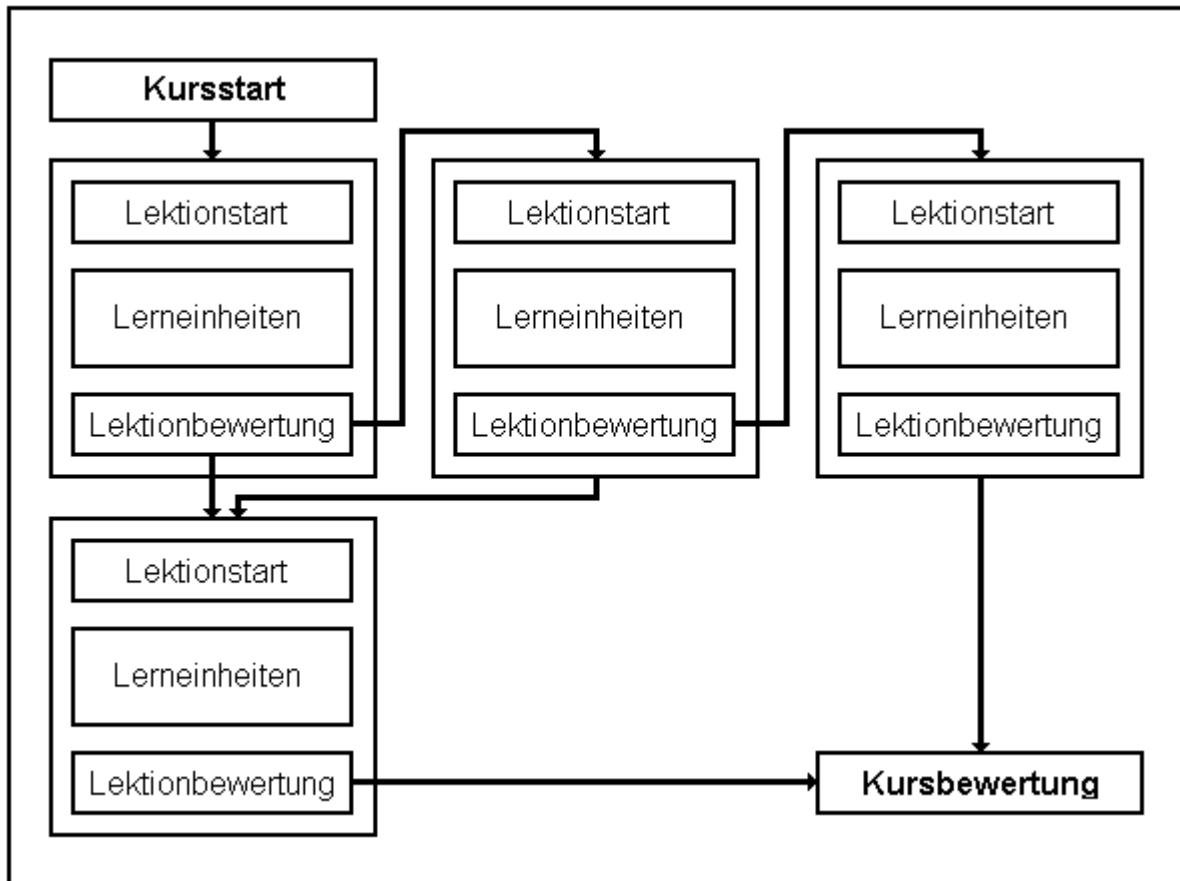 Kursstart
Lektionstart
Lerneinheiten
Lektionbewertung
Lektionstart
Lerneinheiten
Lektionbewertung
Lektionstart
Lerneinheiten
Lektionbewertung
Lektionstart
Lerneinheiten
Lektionbewertung
Kursbewertung